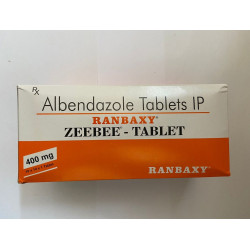 Rx
Albendazole Tablets IP
RANBAXY
ZEEBEE® - TABLET
400 mg
RANBAXY